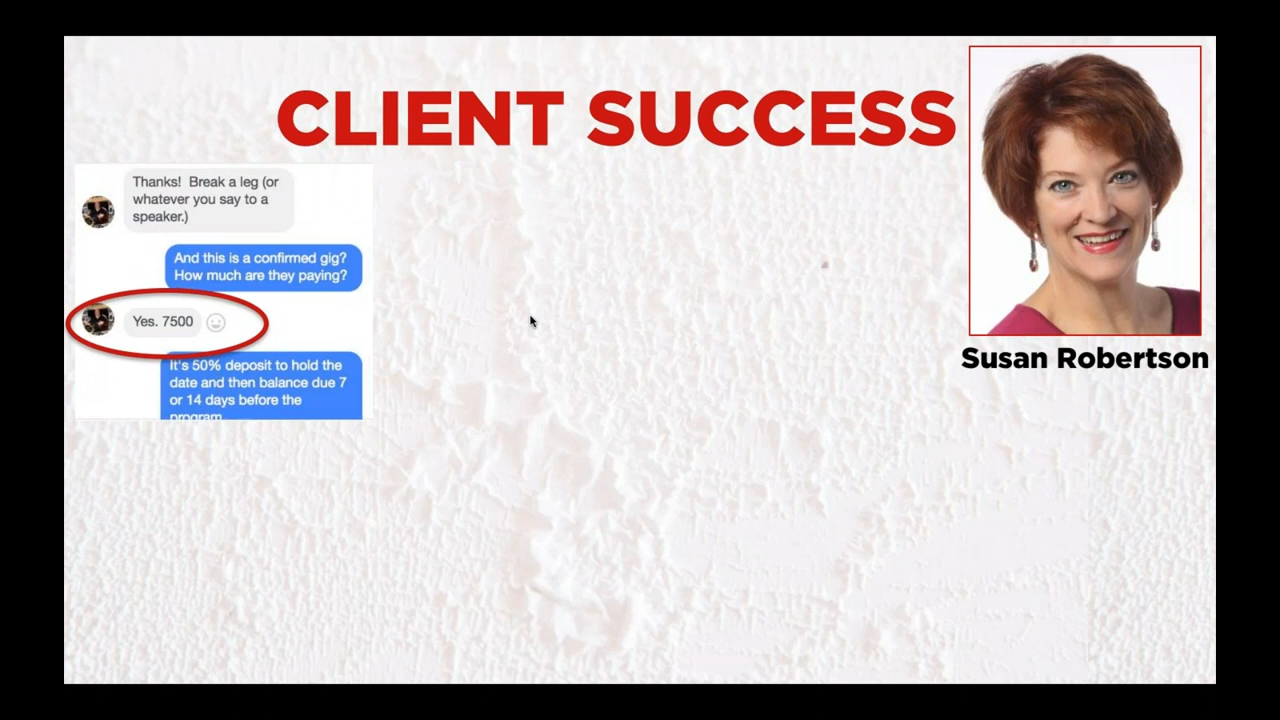 CLIENT SUCCESS
Thanks!  Break a leg (or
whatever you say to a
speaker.)
And this is a confirmed gig?
How much are they paying?
Yes. 7500
It's 50% deposit to hold the
date and then balance due 7
or 14 days before the
program
Susan Robertson